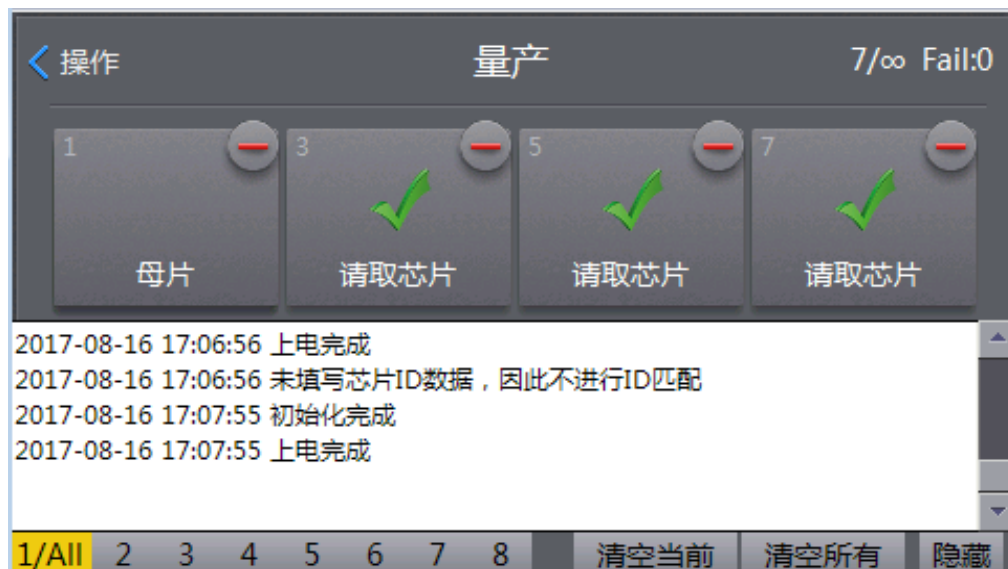 操作 量产 7/∞ Fail:0
1 3 5 7
母片 请取芯片 请取芯片 请取芯片
2017-08-16 17:06:56 上电完成
2017-08-16 17:06:56 未填写芯片ID数据，因此不进行ID匹配
2017-08-16 17:07:55 初始化完成
2017-08-16 17:07:55 上电完成
1/All 2 3 4 5 6 7 8 清空当前 清空所有 隐藏